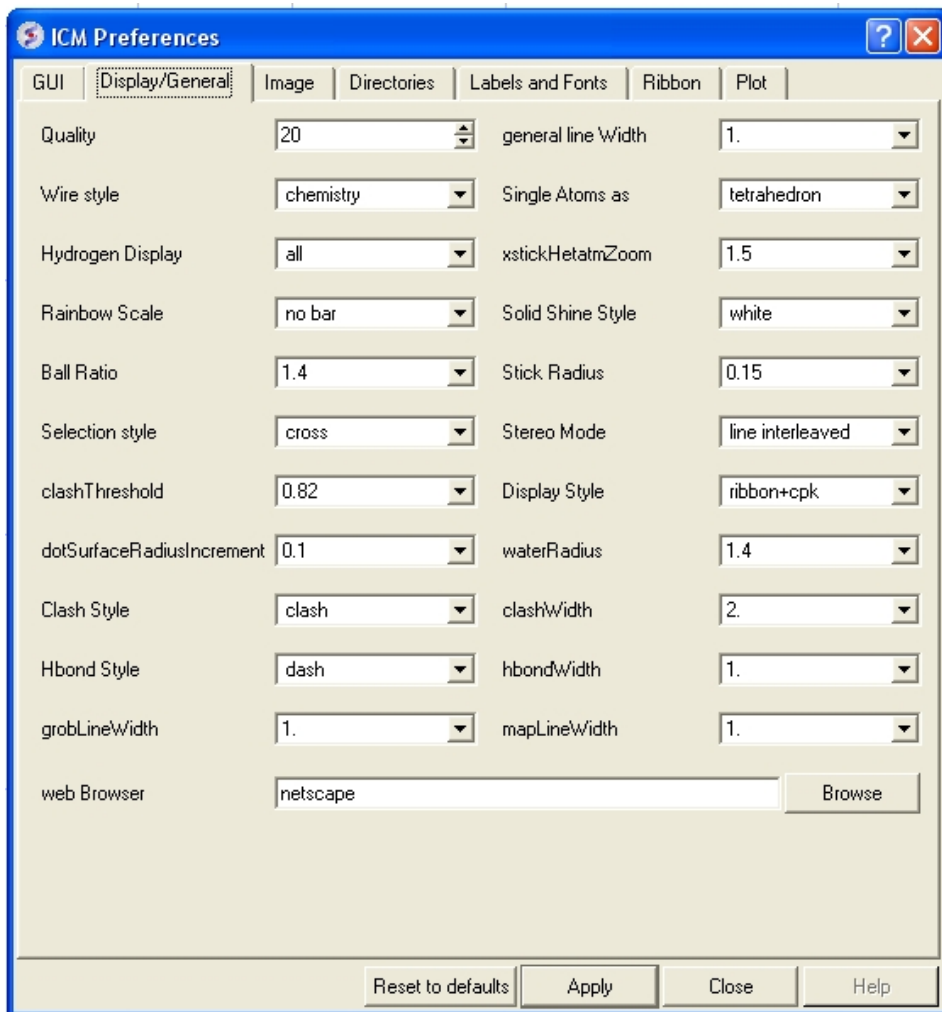 ICM Preferences
GUI Display/General Image Directories Labels and Fonts Ribbon Plot
Quality 20 general line Width 1.
Wire style chemistry Single Atoms as tetrahedron
Hydrogen Display all xstickHetatmZoom 1.5
Rainbow Scale no bar Solid Shine Style white
Ball Ratio 1.4 Stick Radius 0.15
Selection style cross Stereo Mode line interleaved
clashThreshold 0.82 Display Style ribbon+cpk
dotSurfaceRadiusIncrement 0.1 waterRadius 1.4
Clash Style clash clashWidth 2.
Hbond Style dash hbondWidth 1.
grobLineWidth 1. mapLineWidth 1.
web Browser netscape Browse
Reset to defaults Apply Close Help